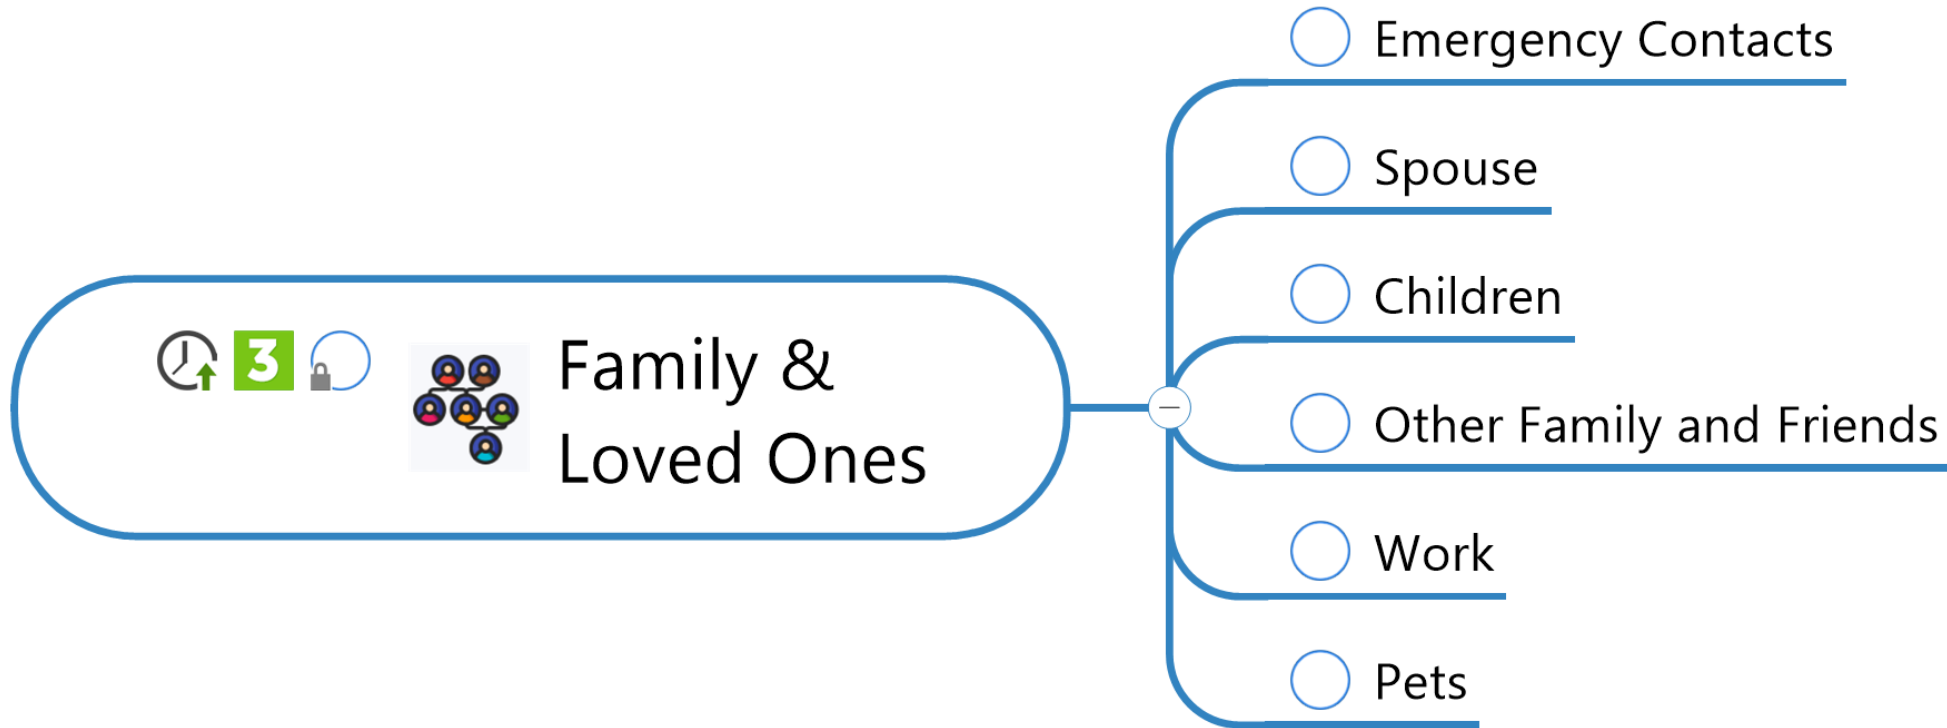 3
Family &
Loved Ones
Emergency Contacts
Spouse
Children
Other Family and Friends
Work
Pets